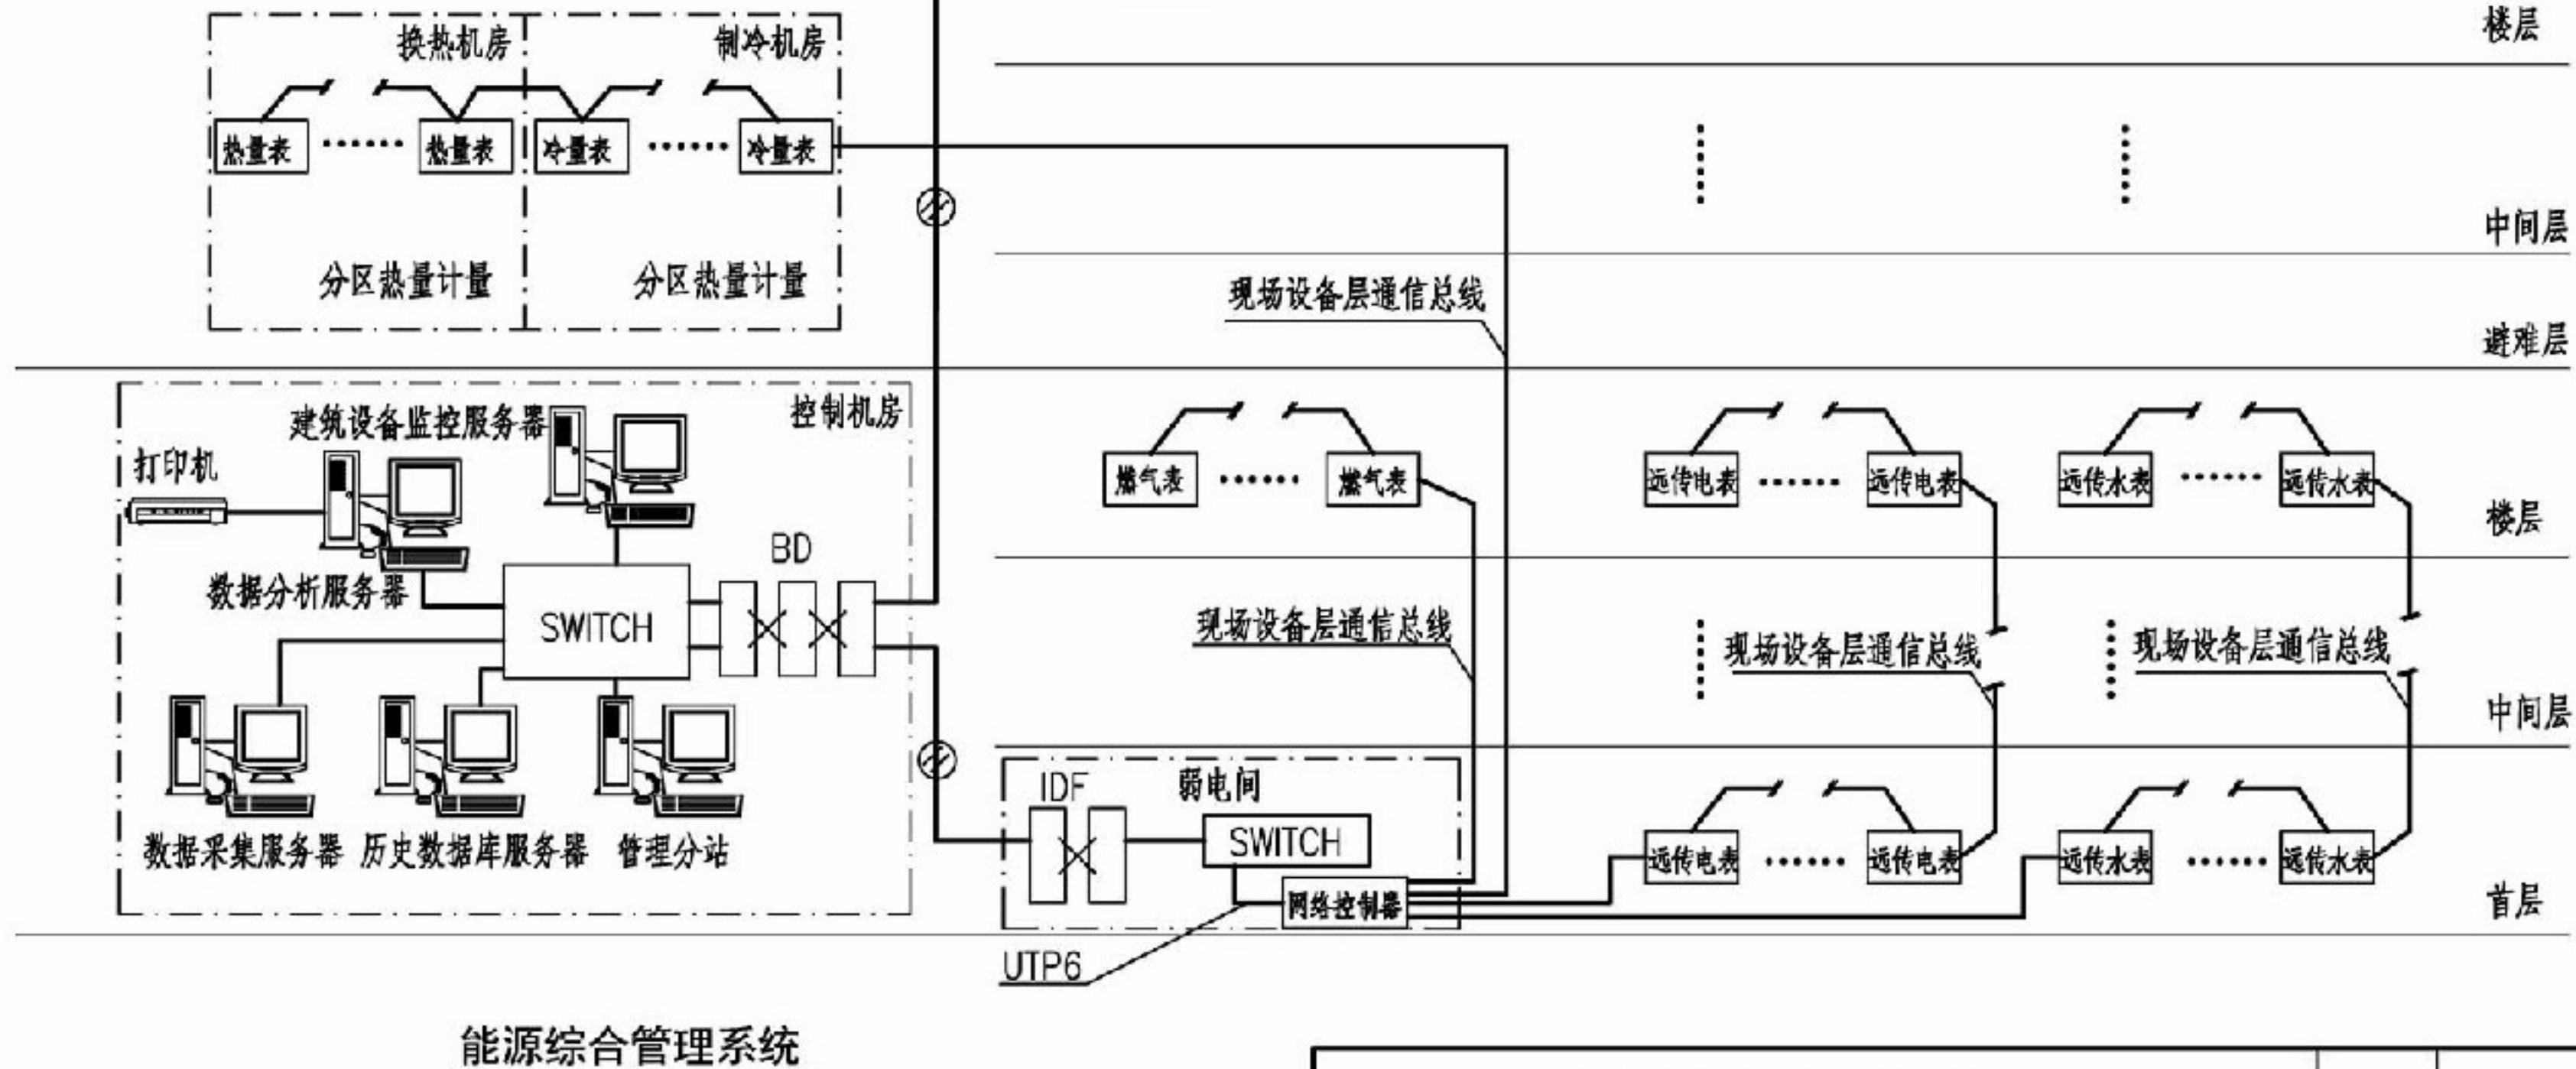 楼层
换热机房
制冷机房
热量表
热量表
冷量表
冷量表
中间层
分区热量计量
分区热量计量
现场设备层通信总线
避难层
建筑设备监控服务器
控制机房
打印机
燃气表
燃气表
远传电表
远传电表
远传水表
远传水表
楼层
BD
数据分析服务器
SWITCH
现场设备层通信总线
现场设备层通信总线
现场设备层通信总线
中间层
IDF
弱电间
SWITCH
数据采集服务器
历史数据库服务器
管理分站
远传电表
远传电表
远传水表
远传水表
网络控制器
首层
UTP6
能源综合管理系统